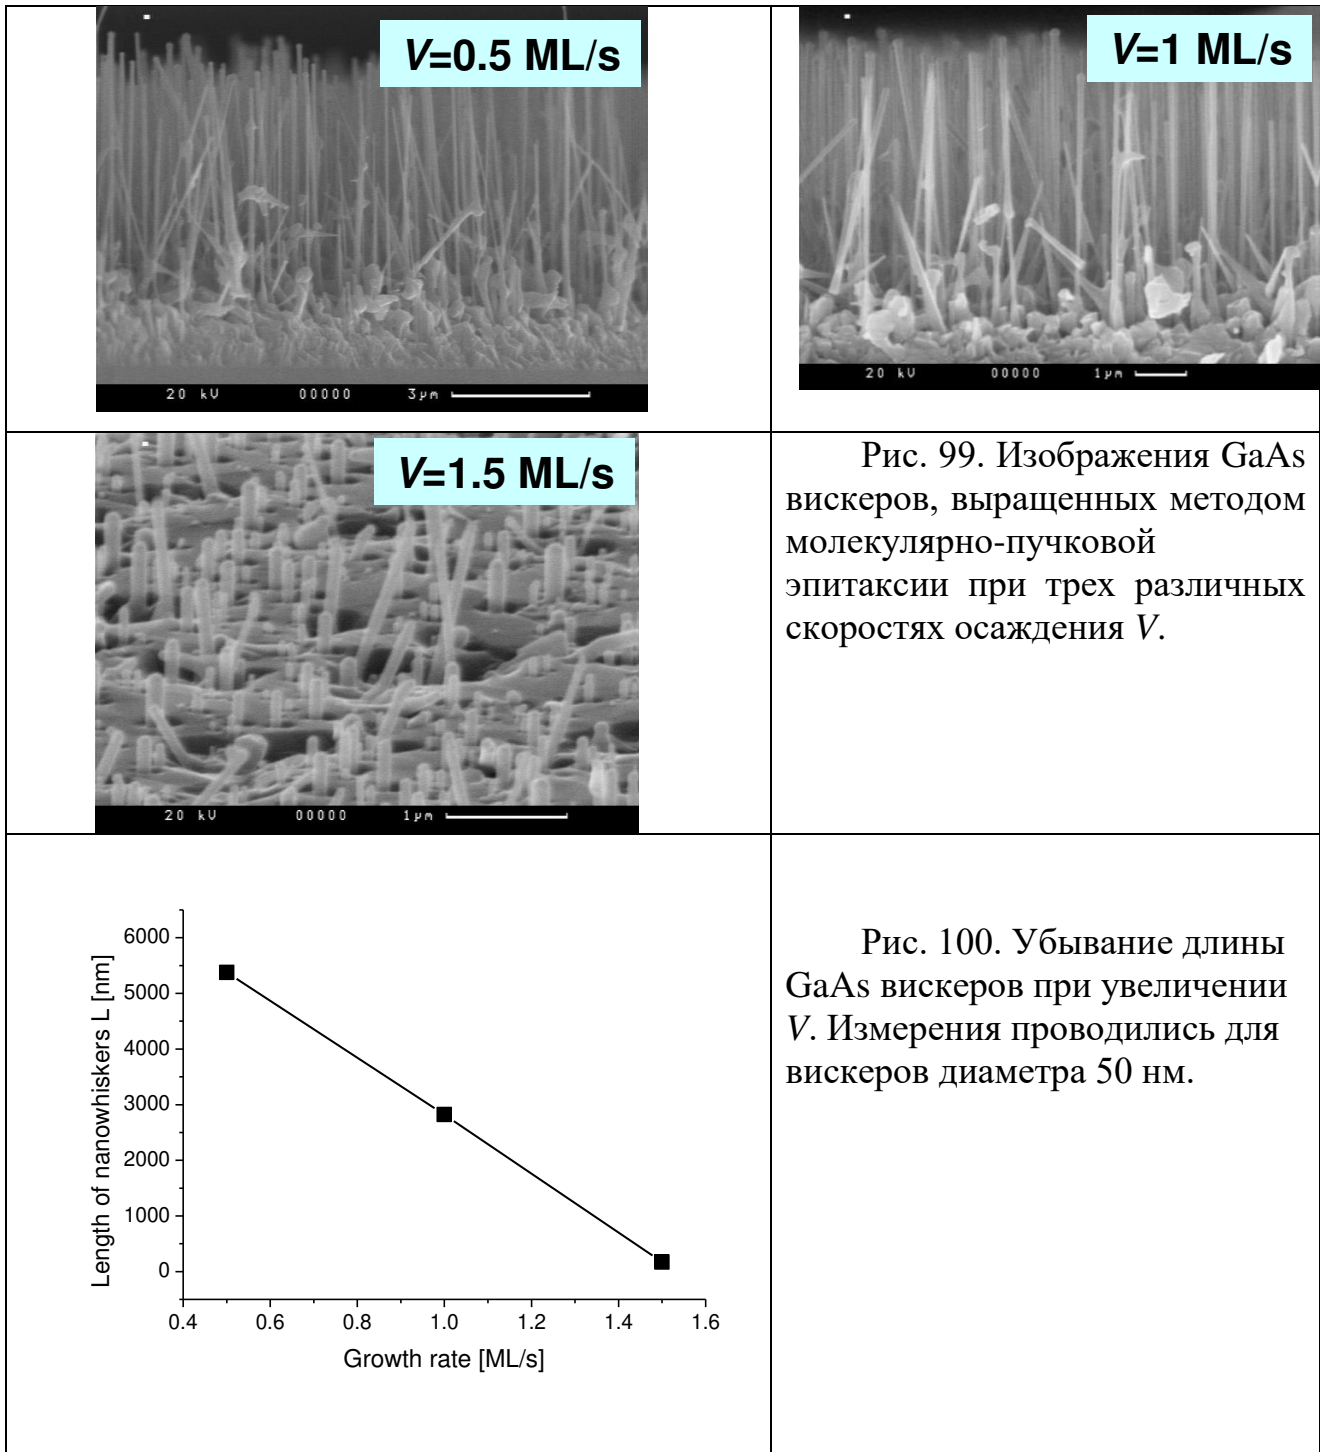 V=0.5 ML/s
20 kV 00000 3µm
V=1 ML/s
20 kV 00000 1µm
V=1.5 ML/s
20 kV 00000 1µm
Рис. 99. Изображения GaAs
вискеров, выращенных методом
молекулярно-пучковой
эпитаксии при трех различных
скоростях осаждения V.
Length of nanowhiskers L [nm]
6000
5000
4000
3000
2000
1000
0
0.4 0.6 0.8 1.0 1.2 1.4 1.6
Growth rate [ML/s]
Рис. 100. Убывание длины
GaAs вискеров при увеличении
V. Измерения проводились для
вискеров диаметра 50 нм.